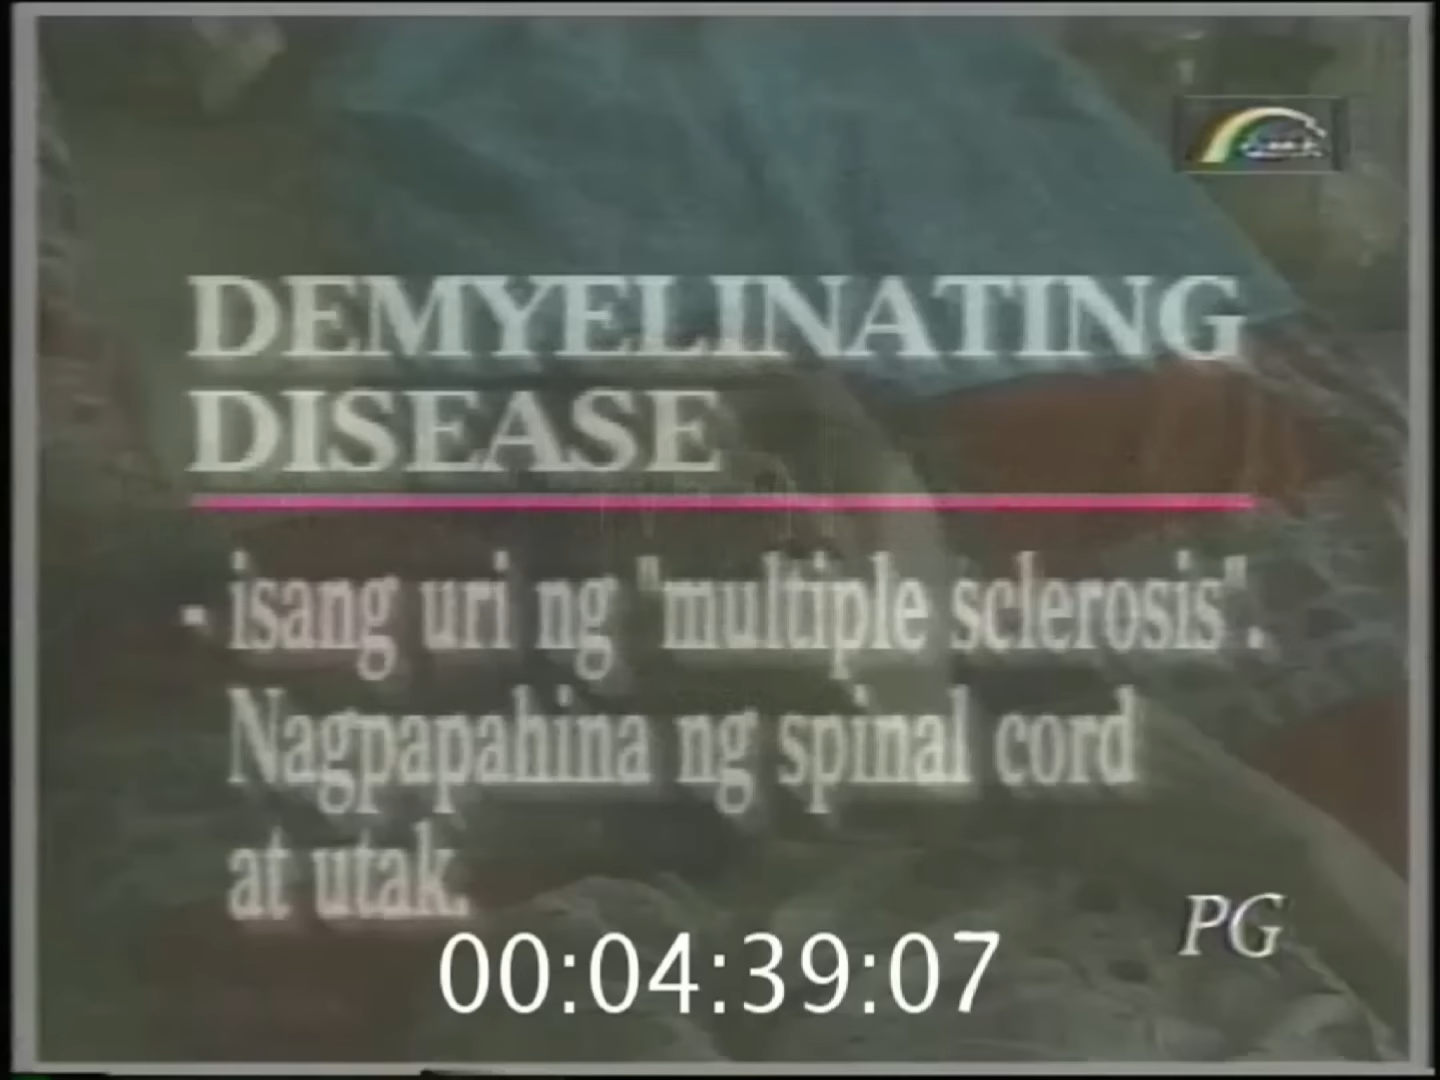 DEMYELINATING
DISEASE
- isang uri ng "multiple sclerosis".
Nagpapahina ng spinal cord
at utak.
PG
00:04:39:07